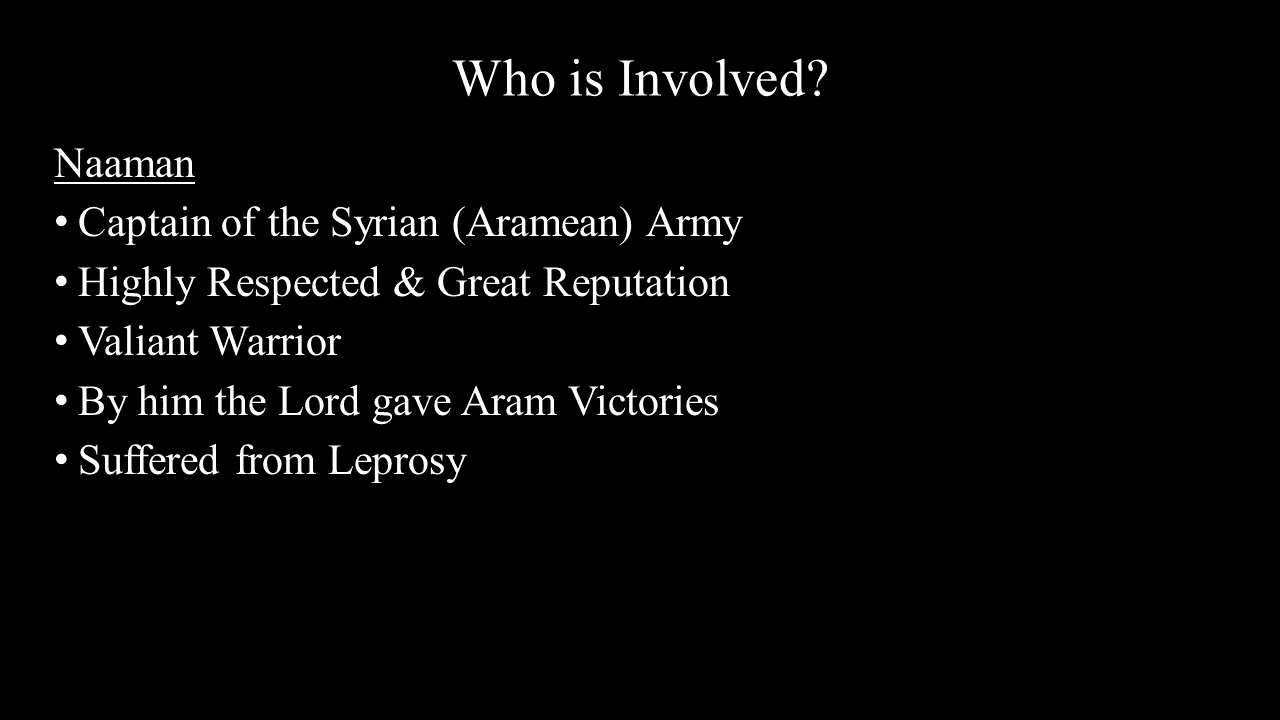 Who is Involved?
Naaman
• Captain of the Syrian (Aramean) Army
• Highly Respected & Great Reputation
• Valiant Warrior
• By him the Lord gave Aram Victories
• Suffered from Leprosy